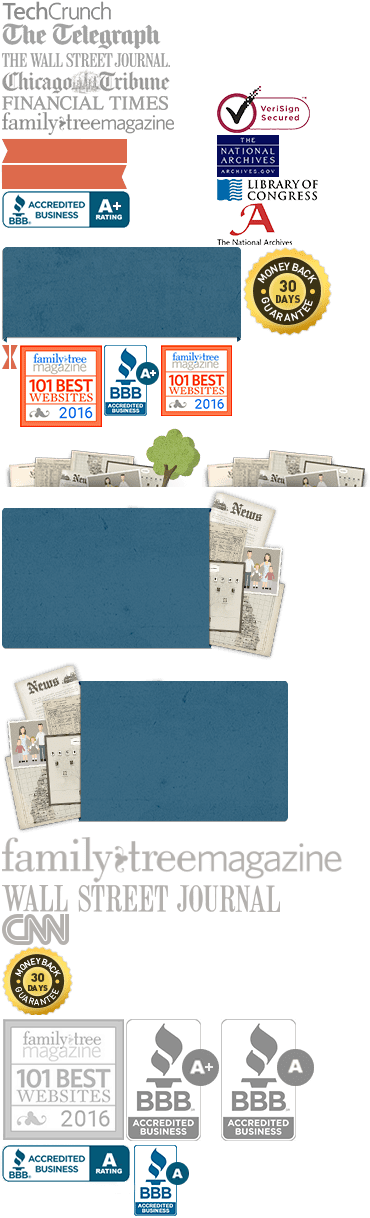 TechCrunch
The Telegraph
THE WALL STREET JOURNAL.
Chicago Tribune
FINANCIAL TIMES
family tree magazine
VeriSign
Secured
THE
NATIONAL
ARCHIVES
ARCHIVES.GOV
LIBRARY OF
CONGRESS
A
The National Archives
BBB
ACCREDITED
BUSINESS
A+
RATING
MONEY BACK
30
DAYS
GUARANTEE
family tree
magazine
101 BEST
WEBSITES
2016
A+
BBB
ACCREDITED
BUSINESS
family tree
magazine
101 BEST
WEBSITES
2016
News
News
family tree magazine
WALL STREET JOURNAL
CNN
MONEY BACK
30
DAYS
GUARANTEE
family tree
magazine
101 BEST
WEBSITES
2016
A+
BBB
ACCREDITED
BUSINESS
A
BBB
ACCREDITED
BUSINESS
BBB
ACCREDITED
BUSINESS
A
RATING
A
BBB
ACCREDITED
BUSINESS